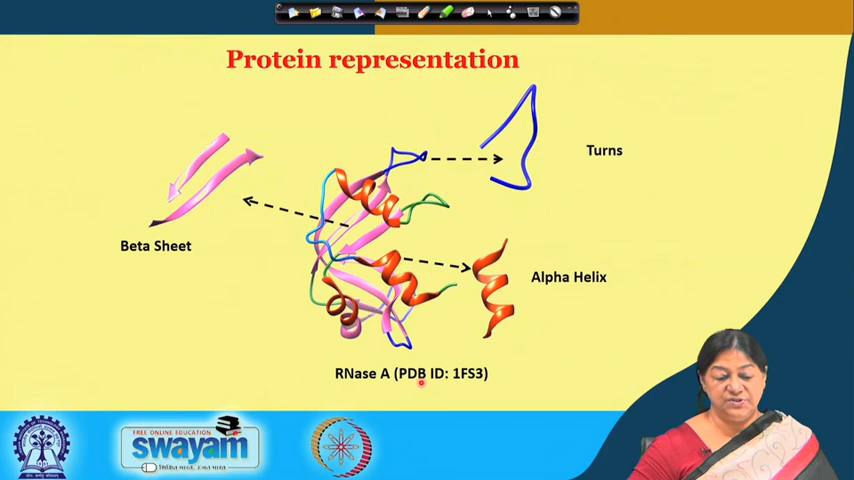 Protein representation
Turns
Beta Sheet
Alpha Helix
RNase A (PDB ID: 1FS3)
FREE ONLINE EDUCATION
swayam